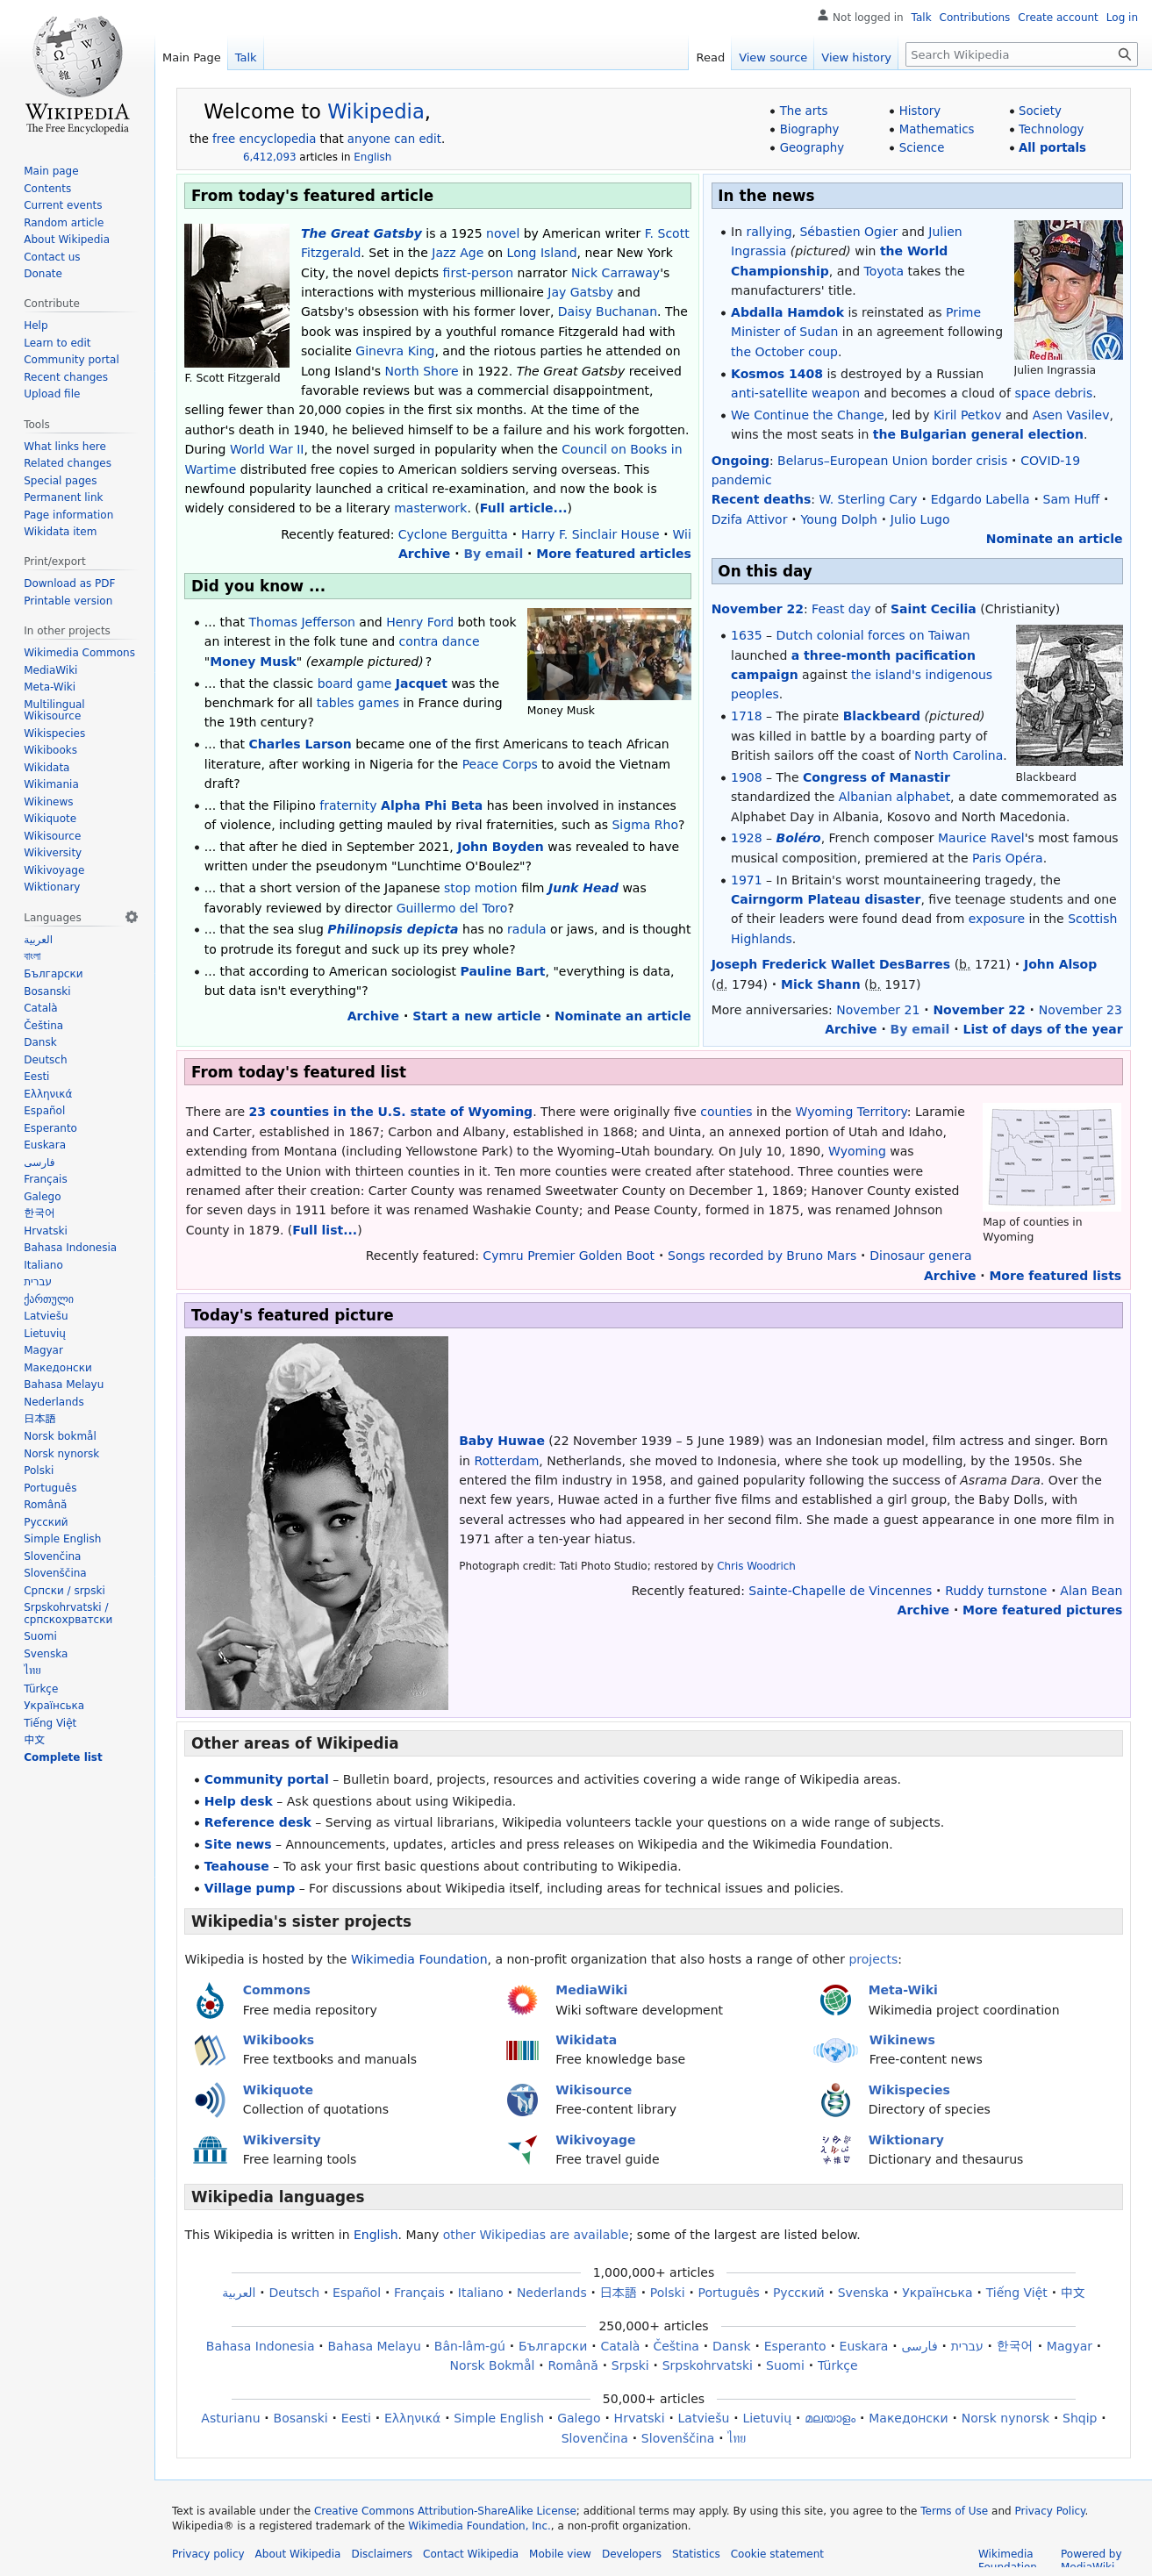 Not logged in Talk Contributions Create account Log in
Main Page Talk
Read View source View history Search Wikipedia
WIKIPEDIA
The Free Encyclopedia
Main page
Contents
Current events
Random article
About Wikipedia
Contact us
Donate
Contribute
Help
Learn to edit
Community portal
Recent changes
Upload file
Tools
What links here
Related changes
Special pages
Permanent link
Page information
Wikidata item
Print/export
Download as PDF
Printable version
In other projects
Wikimedia Commons
MediaWiki
Meta-Wiki
Multilingual
Wikisource
Wikispecies
Wikibooks
Wikidata
Wikimania
Wikinews
Wikiquote
Wikisource
Wikiversity
Wikivoyage
Wiktionary
Languages
العربية
বাংলা
Български
Bosanski
Català
Čeština
Dansk
Deutsch
Eesti
Ελληνικά
Español
Esperanto
Euskara
فارسی
Français
Galego
한국어
Hrvatski
Bahasa Indonesia
Italiano
עברית
ქართული
Latviešu
Lietuvių
Magyar
Македонски
Bahasa Melayu
Nederlands
日本語
Norsk bokmål
Norsk nynorsk
Polski
Português
Română
Русский
Simple English
Slovenčina
Slovenščina
Српски / srpski
Srpskohrvatski /
српскохрватски
Suomi
Svenska
ไทย
Türkçe
Українська
Tiếng Việt
中文
Complete list
Welcome to Wikipedia,
the free encyclopedia that anyone can edit.
6,412,093 articles in English
The arts
Biography
Geography
History
Mathematics
Science
Society
Technology
All portals
From today's featured article
F. Scott Fitzgerald
The Great Gatsby is a 1925 novel by American writer F. Scott
Fitzgerald. Set in the Jazz Age on Long Island, near New York
City, the novel depicts first-person narrator Nick Carraway's
interactions with mysterious millionaire Jay Gatsby and
Gatsby's obsession with his former lover, Daisy Buchanan. The
book was inspired by a youthful romance Fitzgerald had with
socialite Ginevra King, and the riotous parties he attended on
Long Island's North Shore in 1922. The Great Gatsby received
favorable reviews but was a commercial disappointment,
selling fewer than 20,000 copies in the first six months. At the time of the
author's death in 1940, he believed himself to be a failure and his work forgotten.
During World War II, the novel surged in popularity when the Council on Books in
Wartime distributed free copies to American soldiers serving overseas. This
newfound popularity launched a critical re-examination, and now the book is
widely considered to be a literary masterwork. (Full article...)
Recently featured: Cyclone Berguitta · Harry F. Sinclair House · Wii
Archive · By email · More featured articles
Did you know ...
Money Musk
... that Thomas Jefferson and Henry Ford both took
an interest in the folk tune and contra dance
"Money Musk" (example pictured)?
... that the classic board game Jacquet was the
benchmark for all tables games in France during
the 19th century?
... that Charles Larson became one of the first Americans to teach African
literature, after working in Nigeria for the Peace Corps to avoid the Vietnam
draft?
... that the Filipino fraternity Alpha Phi Beta has been involved in instances
of violence, including getting mauled by rival fraternities, such as Sigma Rho?
... that after he died in September 2021, John Boyden was revealed to have
written under the pseudonym "Lunchtime O'Boulez"?
... that a short version of the Japanese stop motion film Junk Head was
favorably reviewed by director Guillermo del Toro?
... that the sea slug Philinopsis depicta has no radula or jaws, and is thought
to protrude its foregut and suck up its prey whole?
... that according to American sociologist Pauline Bart, "everything is data,
but data isn't everything"?
Archive · Start a new article · Nominate an article
In the news
Red Bull
Julien Ingrassia
In rallying, Sébastien Ogier and Julien
Ingrassia (pictured) win the World
Championship, and Toyota takes the
manufacturers' title.
Abdalla Hamdok is reinstated as Prime
Minister of Sudan in an agreement following
the October coup.
Kosmos 1408 is destroyed by a Russian
anti-satellite weapon and becomes a cloud of space debris.
We Continue the Change, led by Kiril Petkov and Asen Vasilev,
wins the most seats in the Bulgarian general election.
Ongoing: Belarus–European Union border crisis · COVID-19
pandemic
Recent deaths: W. Sterling Cary · Edgardo Labella · Sam Huff ·
Dzifa Attivor · Young Dolph · Julio Lugo
Nominate an article
On this day
November 22: Feast day of Saint Cecilia (Christianity)
Blackbeard
1635 – Dutch colonial forces on Taiwan
launched a three-month pacification
campaign against the island's indigenous
peoples.
1718 – The pirate Blackbeard (pictured)
was killed in battle by a boarding party of
British sailors off the coast of North Carolina.
1908 – The Congress of Manastir
standardized the Albanian alphabet, a date commemorated as
Alphabet Day in Albania, Kosovo and North Macedonia.
1928 – Boléro, French composer Maurice Ravel's most famous
musical composition, premiered at the Paris Opéra.
1971 – In Britain's worst mountaineering tragedy, the
Cairngorm Plateau disaster, five teenage students and one
of their leaders were found dead from exposure in the Scottish
Highlands.
Joseph Frederick Wallet DesBarres (b. 1721) · John Alsop
(d. 1794) · Mick Shann (b. 1917)
More anniversaries: November 21 · November 22 · November 23
Archive · By email · List of days of the year
From today's featured list
There are 23 counties in the U.S. state of Wyoming. There were originally five counties in the Wyoming Territory: Laramie
and Carter, established in 1867; Carbon and Albany, established in 1868; and Uinta, an annexed portion of Utah and Idaho,
extending from Montana (including Yellowstone Park) to the Wyoming–Utah boundary. On July 10, 1890, Wyoming was
admitted to the Union with thirteen counties in it. Ten more counties were created after statehood. Three counties were
renamed after their creation: Carter County was renamed Sweetwater County on December 1, 1869; Hanover County existed
for seven days in 1911 before it was renamed Washakie County; and Pease County, formed in 1875, was renamed Johnson
County in 1879. (Full list...)
Map of counties in
Wyoming
Recently featured: Cymru Premier Golden Boot · Songs recorded by Bruno Mars · Dinosaur genera
Archive · More featured lists
Today's featured picture
Baby Huwae (22 November 1939 – 5 June 1989) was an Indonesian model, film actress and singer. Born
in Rotterdam, Netherlands, she moved to Indonesia, where she took up modelling, by the 1950s. She
entered the film industry in 1958, and gained popularity following the success of Asrama Dara. Over the
next few years, Huwae acted in a further five films and established a girl group, the Baby Dolls, with
several actresses who had appeared in her second film. She made a guest appearance in one more film in
1971 after a ten-year hiatus.
Photograph credit: Tati Photo Studio; restored by Chris Woodrich
Recently featured: Sainte-Chapelle de Vincennes · Ruddy turnstone · Alan Bean
Archive · More featured pictures
Other areas of Wikipedia
Community portal – Bulletin board, projects, resources and activities covering a wide range of Wikipedia areas.
Help desk – Ask questions about using Wikipedia.
Reference desk – Serving as virtual librarians, Wikipedia volunteers tackle your questions on a wide range of subjects.
Site news – Announcements, updates, articles and press releases on Wikipedia and the Wikimedia Foundation.
Teahouse – To ask your first basic questions about contributing to Wikipedia.
Village pump – For discussions about Wikipedia itself, including areas for technical issues and policies.
Wikipedia's sister projects
Wikipedia is hosted by the Wikimedia Foundation, a non-profit organization that also hosts a range of other projects:
Commons
Free media repository
MediaWiki
Wiki software development
Meta-Wiki
Wikimedia project coordination
Wikibooks
Free textbooks and manuals
Wikidata
Free knowledge base
Wikinews
Free-content news
Wikiquote
Collection of quotations
Wikisource
Free-content library
Wikispecies
Directory of species
Wikiversity
Free learning tools
Wikivoyage
Free travel guide
Wiktionary
Dictionary and thesaurus
Wikipedia languages
This Wikipedia is written in English. Many other Wikipedias are available; some of the largest are listed below.
1,000,000+ articles
العربية · Deutsch · Español · Français · Italiano · Nederlands · 日本語 · Polski · Português · Русский · Svenska · Українська · Tiếng Việt · 中文
250,000+ articles
Bahasa Indonesia · Bahasa Melayu · Bân-lâm-gú · Български · Català · Čeština · Dansk · Esperanto · Euskara · فارسی · עברית · 한국어 · Magyar ·
Norsk Bokmål · Română · Srpski · Srpskohrvatski · Suomi · Türkçe
50,000+ articles
Asturianu · Bosanski · Eesti · Ελληνικά · Simple English · Galego · Hrvatski · Latviešu · Lietuvių · മലയാളം · Македонски · Norsk nynorsk · Shqip ·
Slovenčina · Slovenščina · ไทย
Text is available under the Creative Commons Attribution-ShareAlike License; additional terms may apply. By using this site, you agree to the Terms of Use and Privacy Policy.
Wikipedia® is a registered trademark of the Wikimedia Foundation, Inc., a non-profit organization.
Privacy policy About Wikipedia Disclaimers Contact Wikipedia Mobile view Developers Statistics Cookie statement
Wikimedia
Foundation
Powered by
MediaWiki